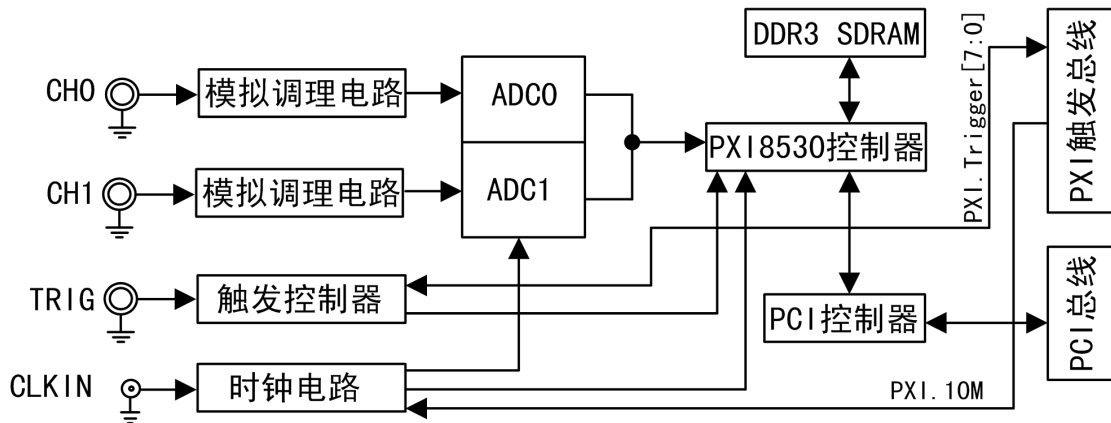 DDR3 SDRAM
CH0
模拟调理电路
ADC0
PXI8530控制器
PXI.Trigger[7:0]
PXI触发总线
CH1
模拟调理电路
ADC1
TRIG
触发控制器
PCI控制器
PCI总线
CLKIN
时钟电路
PXI.10M